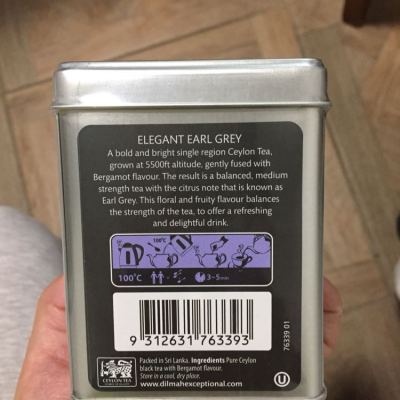 ELEGANT EARL GREY
A bold and bright single region Ceylon Tea,
grown at 5500ft altitude, gently fused with
Bergamot flavour. The result is a balanced, medium
strength tea with the citrus note that is known as
Earl Grey. This floral and fruity flavour balances
the strength of the tea, to offer a refreshing
and delightful drink.
100°C
100°C 3-5min
9 312631 763393
76339 01
Packed in Sri Lanka. Ingredients Pure Ceylon
black tea with Bergamot flavour.
Store in a cool, dry place.
www.dilmahexceptional.com
CEYLON TEA
U